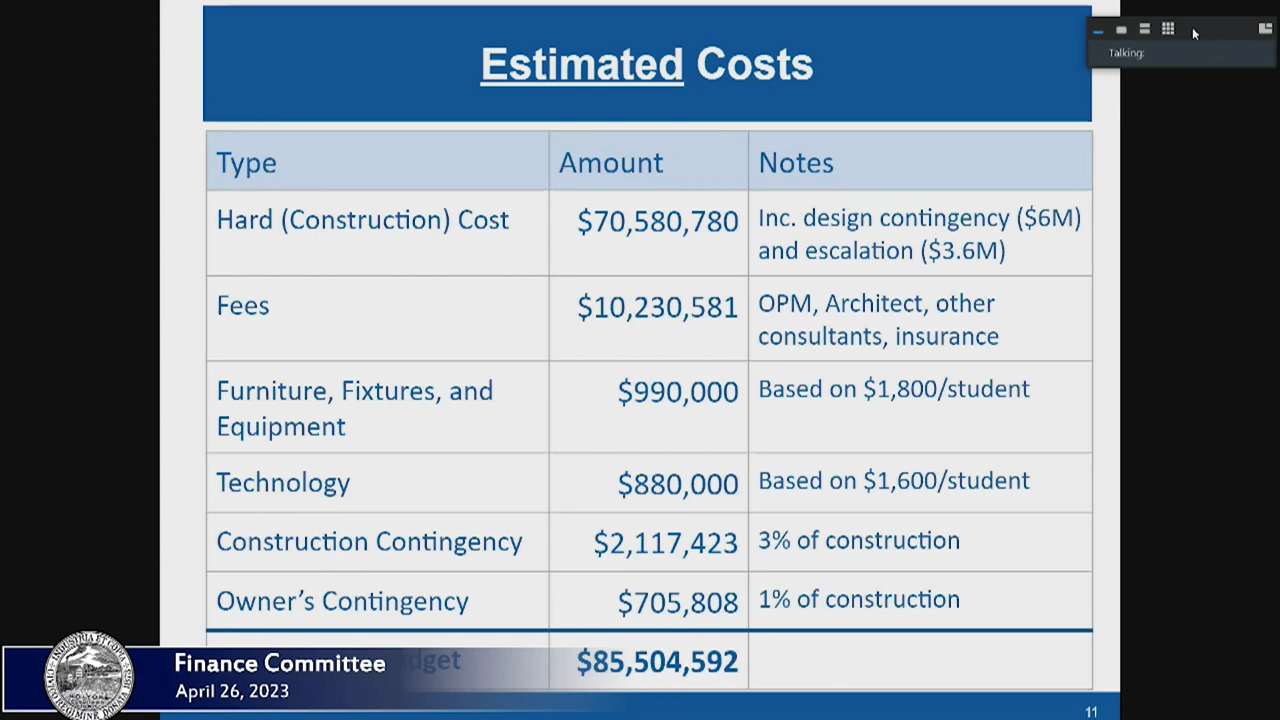 Estimated Costs
Talking:
Type Amount Notes
Hard (Construction) Cost $70,580,780 Inc. design contingency ($6M)
and escalation ($3.6M)
Fees $10,230,581 OPM, Architect, other
consultants, insurance
Furniture, Fixtures, and $990,000 Based on $1,800/student
Equipment
Technology $880,000 Based on $1,600/student
Construction Contingency $2,117,423 3% of construction
Owner's Contingency $705,808 1% of construction
$85,504,592
Finance Committee
April 26, 2023
11